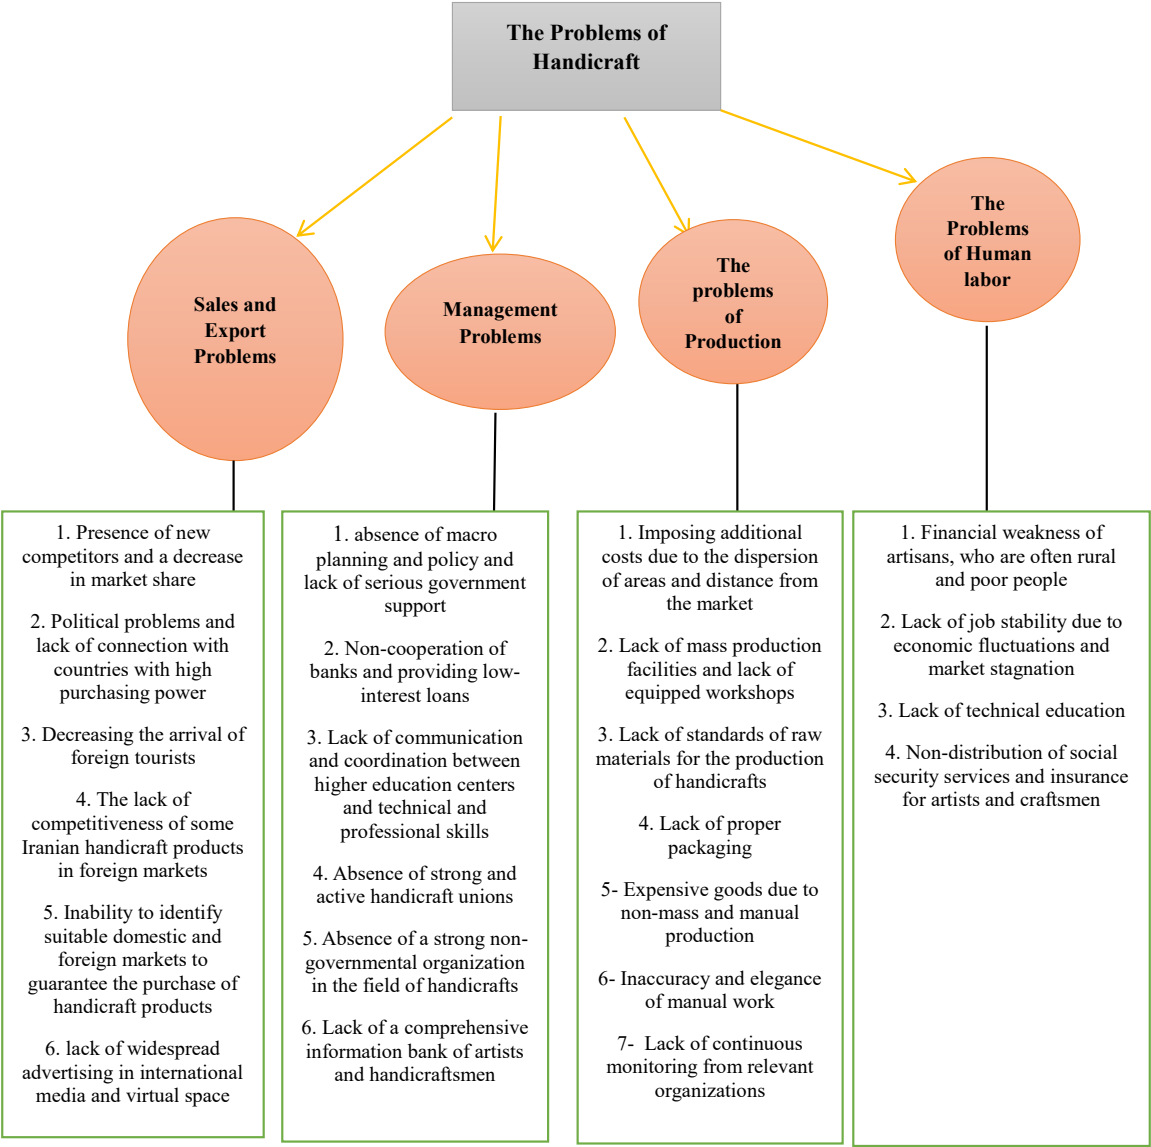 The Problems of
Handicraft
Sales and
Export
Problems
Management
Problems
The
problems
of
Production
The
Problems
of Human
labor
1. Presence of new
competitors and a decrease
in market share
2. Political problems and
lack of connection with
countries with high
purchasing power
3. Decreasing the arrival of
foreign tourists
4. The lack of
competitiveness of some
Iranian handicraft products
in foreign markets
5. Inability to identify
suitable domestic and
foreign markets to
guarantee the purchase of
handicraft products
6. lack of widespread
advertising in international
media and virtual space
1. absence of macro
planning and policy and
lack of serious government
support
2. Non-cooperation of
banks and providing low-
interest loans
3. Lack of communication
and coordination between
higher education centers
and technical and
professional skills
4. Absence of strong and
active handicraft unions
5. Absence of a strong non-
governmental organization
in the field of handicrafts
6. Lack of a comprehensive
information bank of artists
and handicraftsmen
1. Imposing additional
costs due to the dispersion
of areas and distance from
the market
2. Lack of mass production
facilities and lack of
equipped workshops
3. Lack of standards of raw
materials for the production
of handicrafts
4. Lack of proper
packaging
5- Expensive goods due to
non-mass and manual
production
6- Inaccuracy and elegance
of manual work
7-  Lack of continuous
monitoring from relevant
organizations
1. Financial weakness of
artisans, who are often rural
and poor people
2. Lack of job stability due to
economic fluctuations and
market stagnation
3. Lack of technical education
4. Non-distribution of social
security services and insurance
for artists and craftsmen